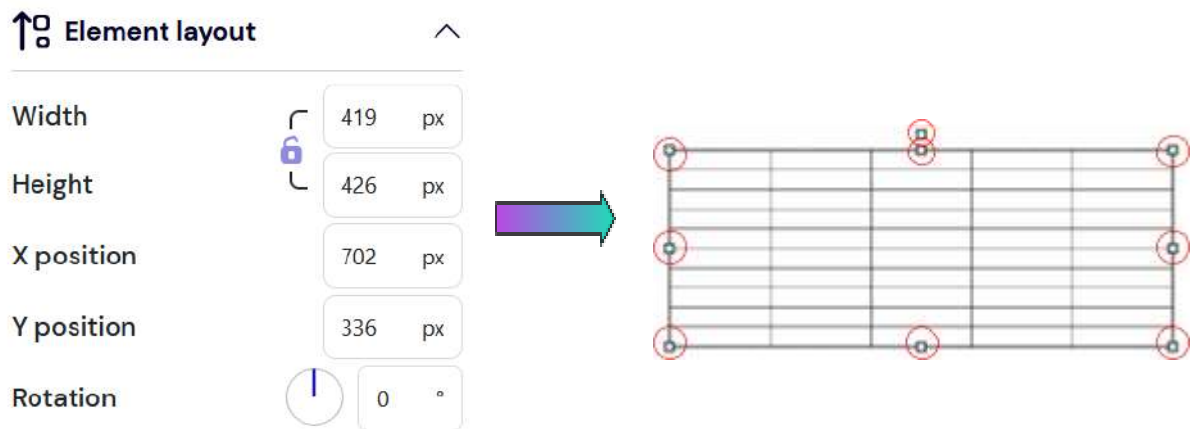 Element layout
Width 419 px
Height 426 px
X position 702 px
Y position 336 px
Rotation 0 °